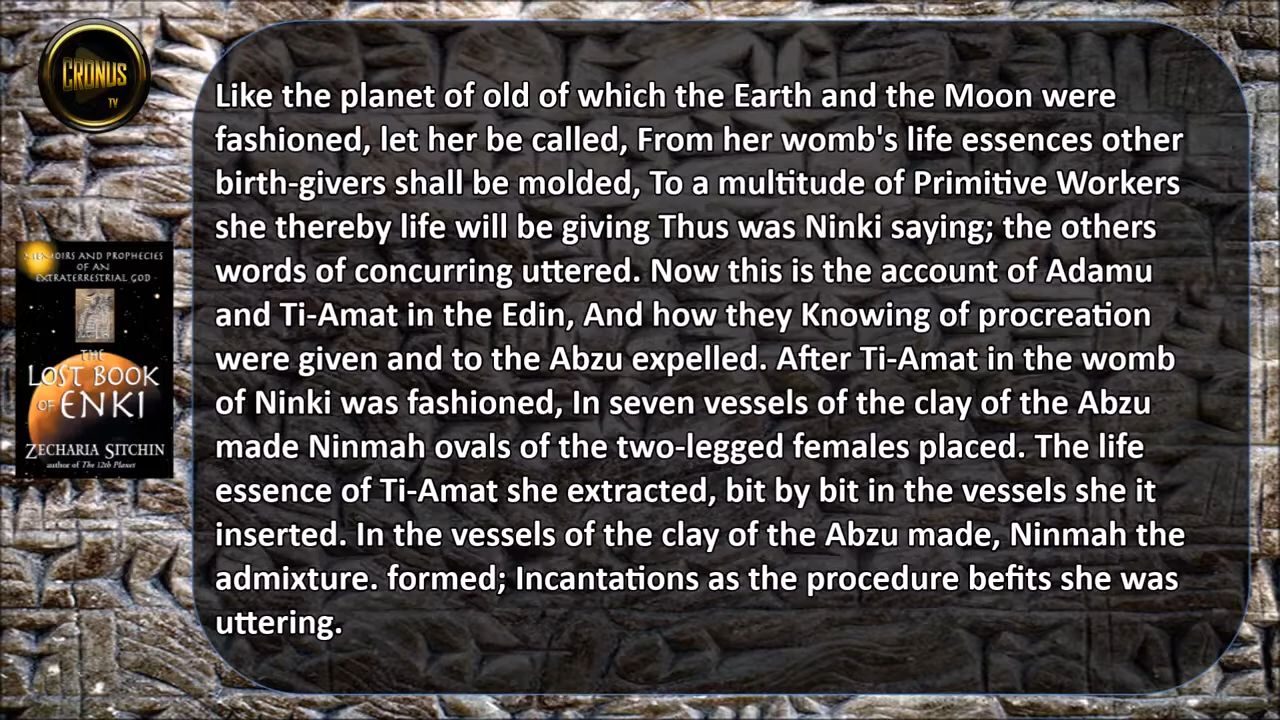 CRONUS
TV
Like the planet of old of which the Earth and the Moon were
fashioned, let her be called, From her womb's life essences other
birth-givers shall be molded, To a multitude of Primitive Workers
she thereby life will be giving Thus was Ninki saying; the others
words of concurring uttered. Now this is the account of Adamu
and Ti-Amat in the Edin, And how they Knowing of procreation
were given and to the Abzu expelled. After Ti-Amat in the womb
of Ninki was fashioned, In seven vessels of the clay of the Abzu
made Ninmah ovals of the two-legged females placed. The life
essence of Ti-Amat she extracted, bit by bit in the vessels she it
inserted. In the vessels of the clay of the Abzu made, Ninmah the
admixture. formed; Incantations as the procedure befits she was
uttering.
MEMOIRS AND PROPHECIES
OF AN
EXTRATERRESTRIAL GOD
THE
LOST BOOK
OF ENKI
ZECHARIA SITCHIN
author of The 12th Planet